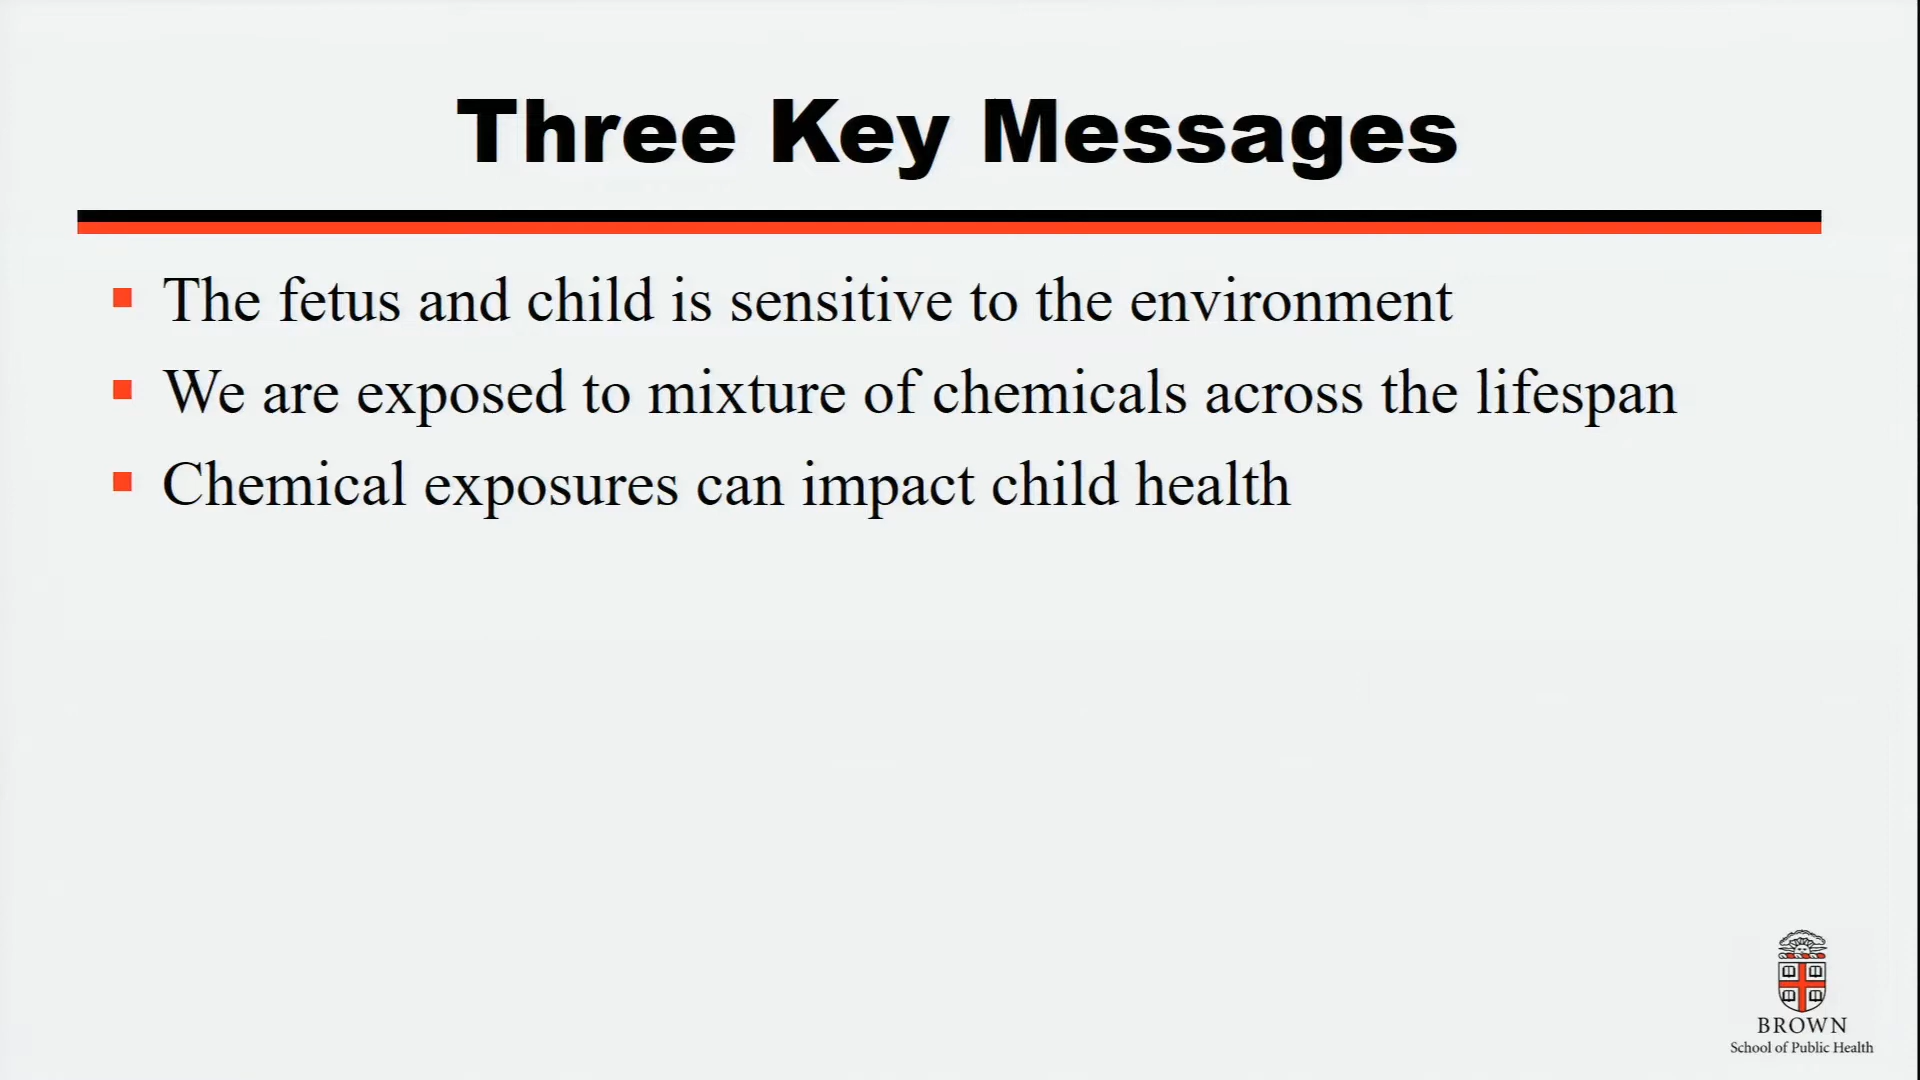 Three Key Messages
The fetus and child is sensitive to the environment
We are exposed to mixture of chemicals across the lifespan
Chemical exposures can impact child health
BROWN
School of Public Health